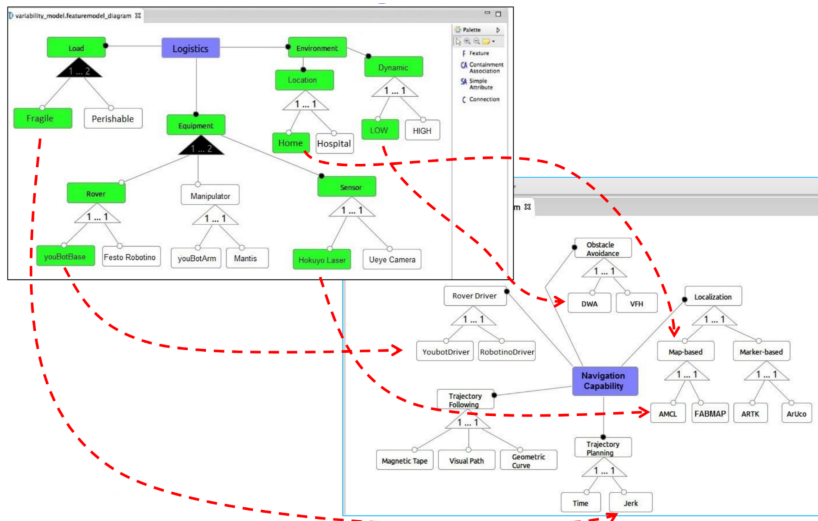 variability_model.featuremodel_diagram
Palette
Load
Logistics
Environment
F Feature
CA Containment
Association
SA Simple
Attribute
Connection
1 ... 2
Location
Dynamic
1 ... 1
1 ... 1
Fragile
Perishable
Equipment
LOW
HIGH
Home
Hospital
1 ... 2
Rover
Manipulator
Sensor
1 ... 1
1 ... 1
1 ... 1
youBotBase
Festo Robotino
youBotArm
Mantis
Hokuyo Laser
Ueye Camera
m
Obstacle
Avoidance
1 ... 1
Rover Driver
DWA
VFH
Localization
1 ... 1
1 ... 1
YoubotDriver
RobotinoDriver
Map-based
Marker-based
Navigation
Capability
1 ... 1
1 ... 1
Trajectory
Following
AMCL
FABMAP
ARTK
ArUco
1 ... 1
Trajectory
Planning
Magnetic Tape
Visual Path
Geometric
Curve
1 ... 1
Time
Jerk